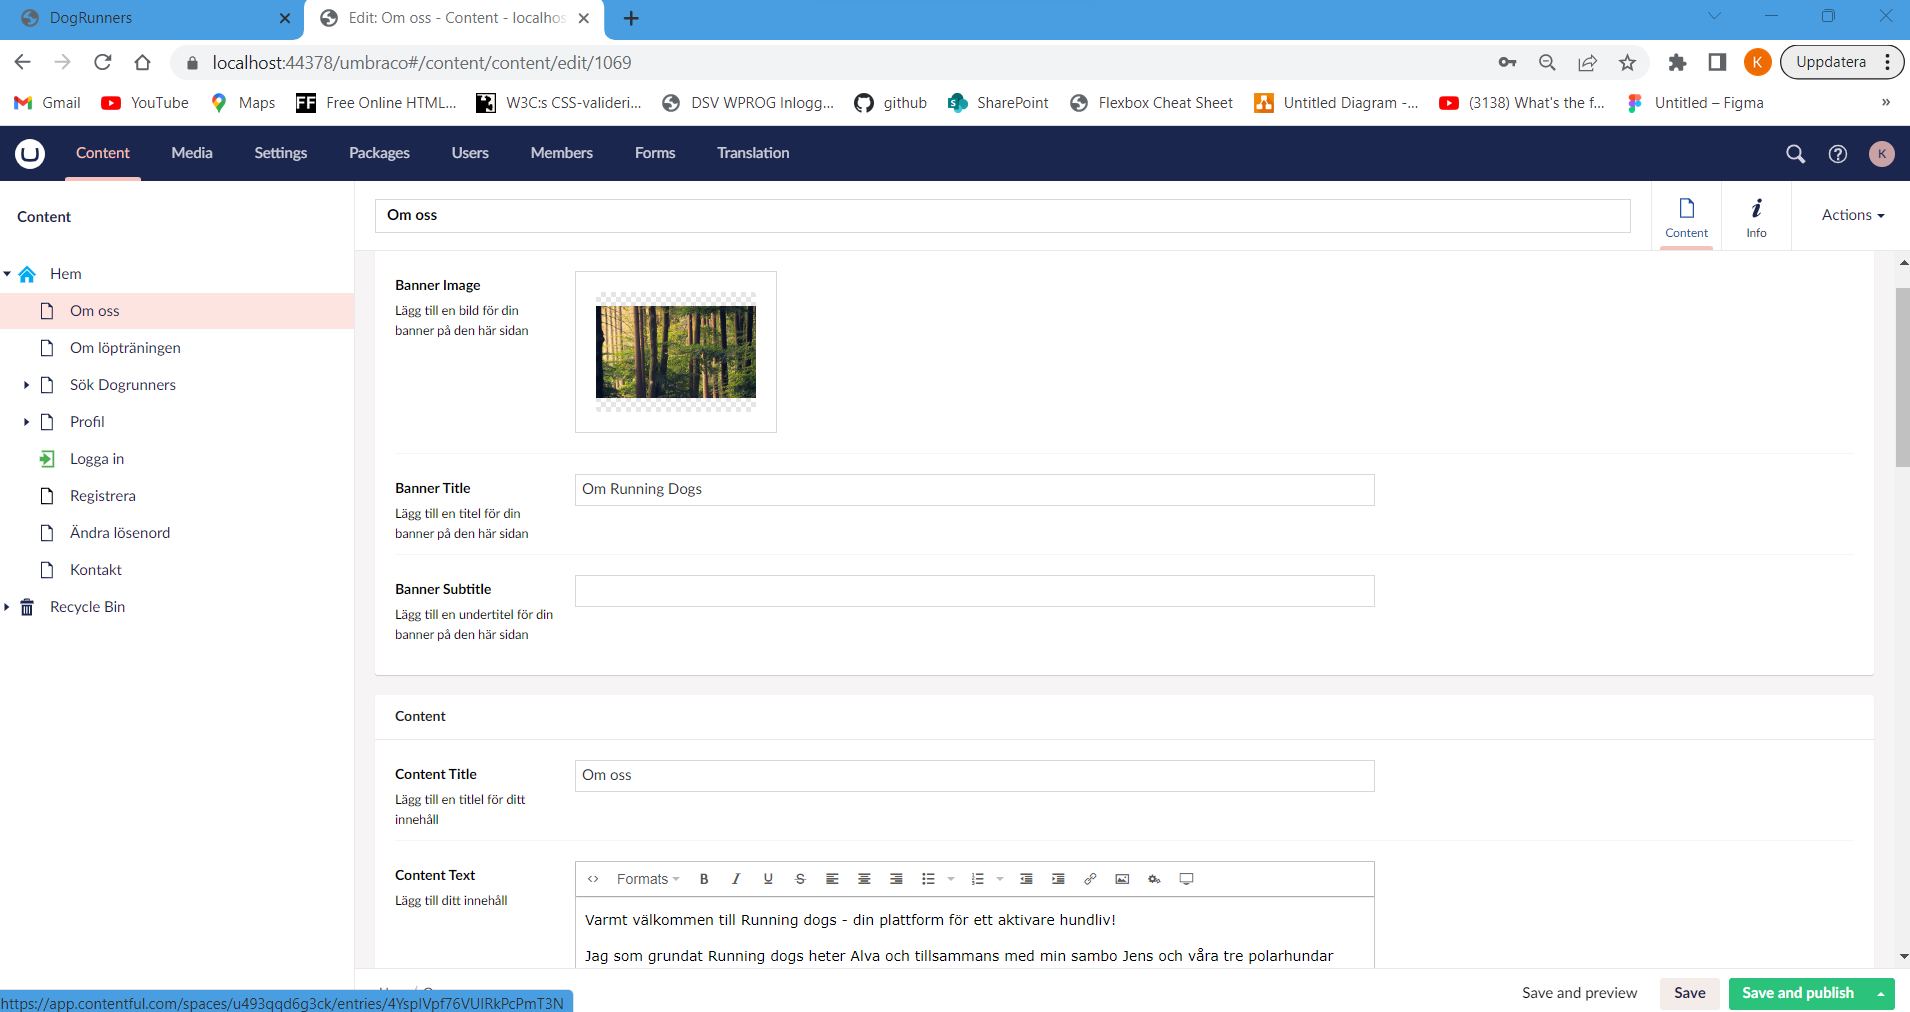 DogRunners
Edit: Om oss - Content - localhos
localhost:44378/umbraco#/content/content/edit/1069
K
Uppdatera
Gmail
YouTube
Maps
FF
Free Online HTML...
W3C:s CSS-valideri...
DSV WPROG Inlogg...
github
SharePoint
Flexbox Cheat Sheet
Untitled Diagram -...
(3138) What's the f...
Untitled – Figma
»
Content
Media
Settings
Packages
Users
Members
Forms
Translation
K
Content
Om oss
Content
Info
Actions
Hem
Om oss
Om löpträningen
Sök Dogrunners
Profil
Logga in
Registrera
Ändra lösenord
Kontakt
Recycle Bin
Banner Image
Lägg till en bild för din
banner på den här sidan
Banner Title
Lägg till en titel för din
banner på den här sidan
Om Running Dogs
Banner Subtitle
Lägg till en undertitel för din
banner på den här sidan
Content
Content Title
Lägg till en titlel för ditt
innehåll
Om oss
Content Text
Lägg till ditt innehåll
Formats
B
I
U
S
Varmt välkommen till Running dogs - din plattform för ett aktivare hundliv!
Jag som grundat Running dogs heter Alva och tillsammans med min sambo Jens och våra tre polarhundar
https://app.contentful.com/spaces/u493qqd6g3ck/entries/4YsplVpf76VUlRkPcPmT3N
Save and preview
Save
Save and publish